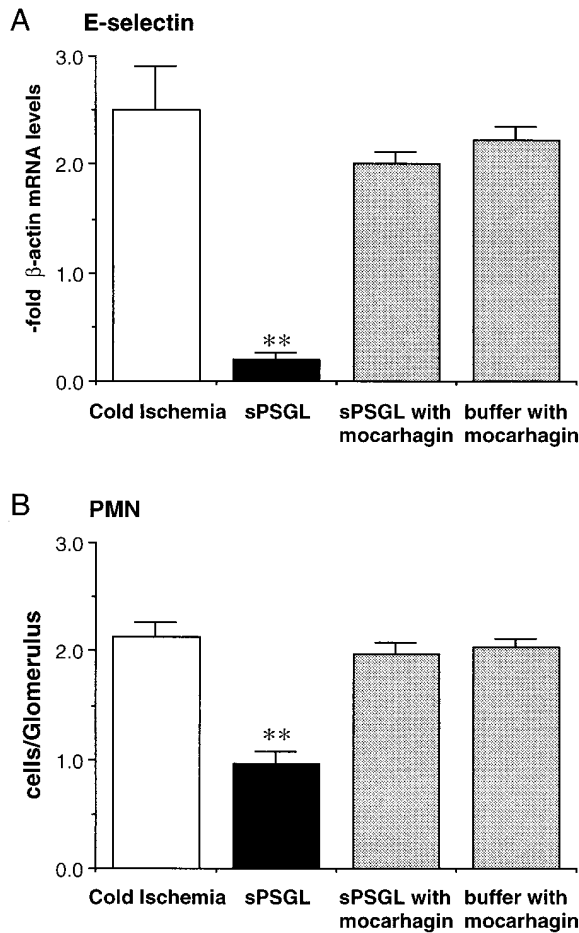 A
E-selectin
-fold β-actin mRNA levels
3.0
2.0
1.0
0.0
**
Cold Ischemia
sPSGL
sPSGL with
mocarhagin
buffer with
mocarhagin
B
PMN
cells/Glomerulus
3.0
2.0
1.0
0.0
**
Cold Ischemia
sPSGL
sPSGL with
mocarhagin
buffer with
mocarhagin